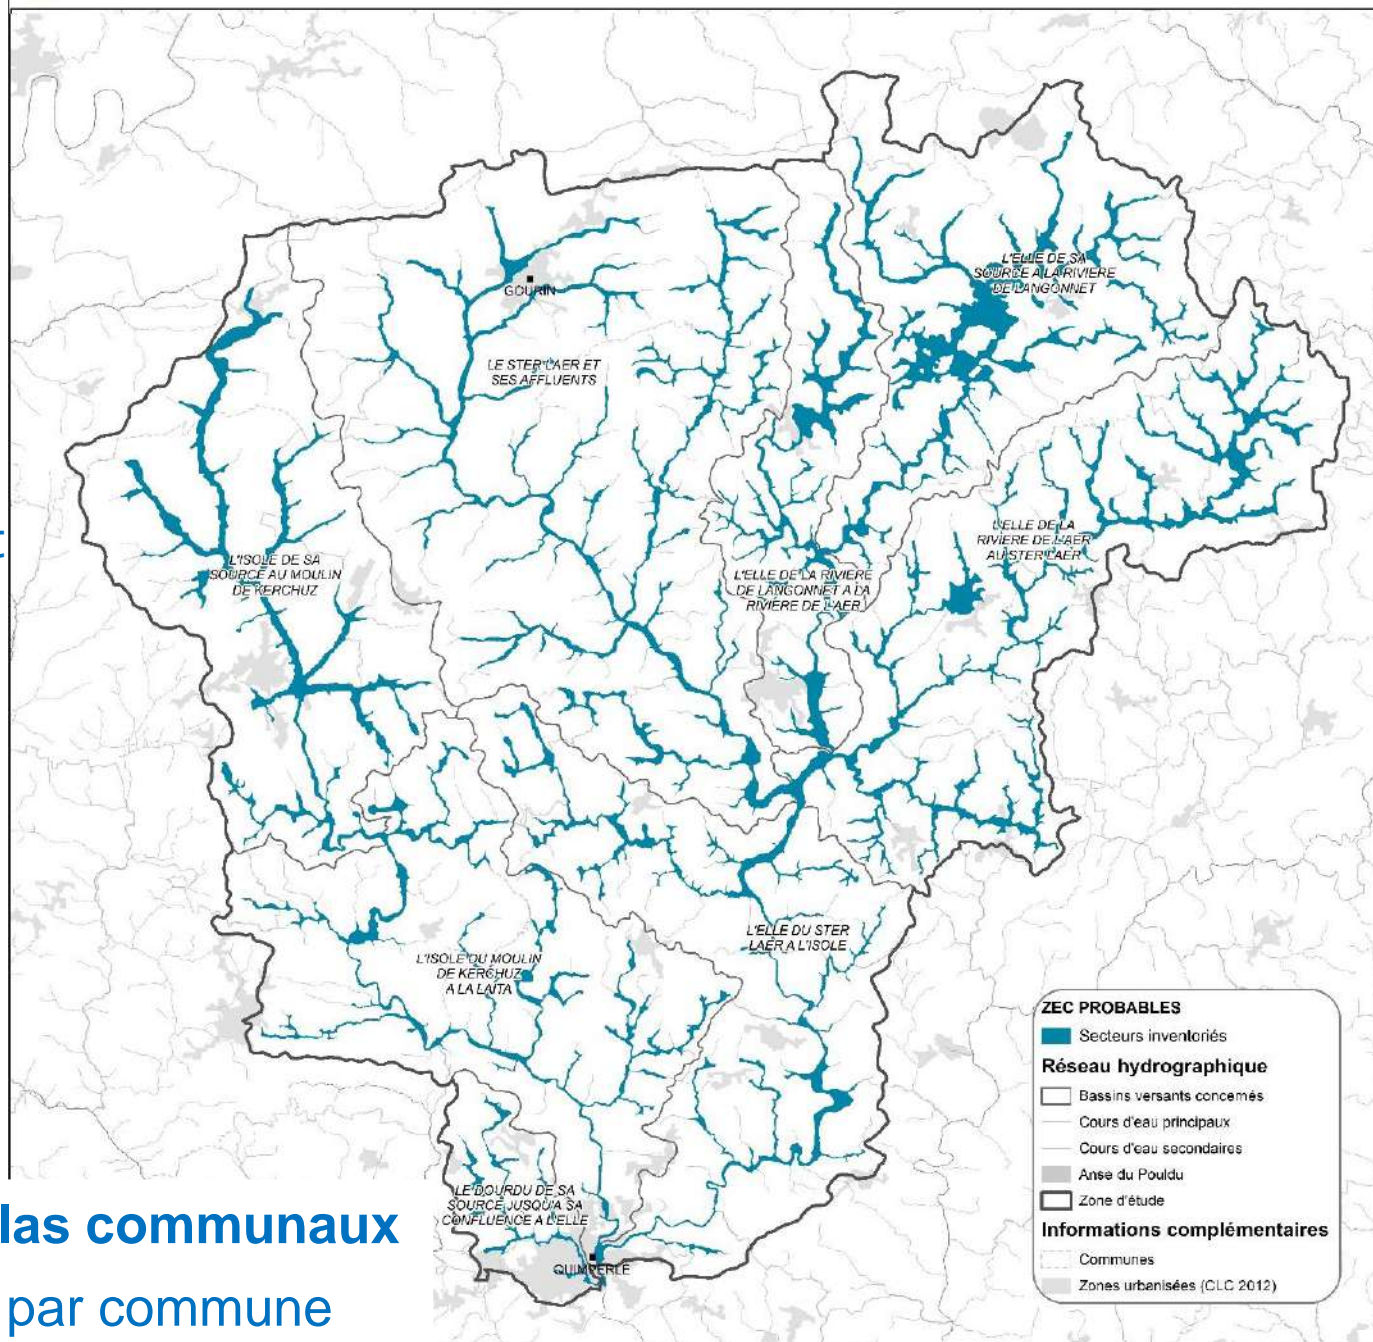 L'ELLE DE SA
SOURCE A LA RIVIERE
DE LANGONNET
GOURIN
LE STER LAER ET
SES AFFLUENTS
L'ELLE DE LA
RIVIERE DE L'AER
AU STER LAER
L'ISOLE DE SA
SOURCE AU MOULIN
DE KERCHUZ
L'ELLE DE LA RIVIERE
DE LANGONNET A LA
RIVIERE DE L'AER
L'ELLE DU STER
LAER A L'ISOLE
L'ISOLE DU MOULIN
DE KERCHUZ
A LA LAÏTA
LE DOURDU DE SA
SOURCE JUSQU'A SA
CONFLUENCE A L'ELLE
QUIMPERLE
ZEC PROBABLES
Secteurs inventoriés
Réseau hydrographique
Bassins versants concernés
Cours d'eau principaux
Cours d'eau secondaires
Anse du Pouldu
Zone d'étude
Informations complémentaires
Communes
Zones urbanisées (CLC 2012)
las communaux
par commune